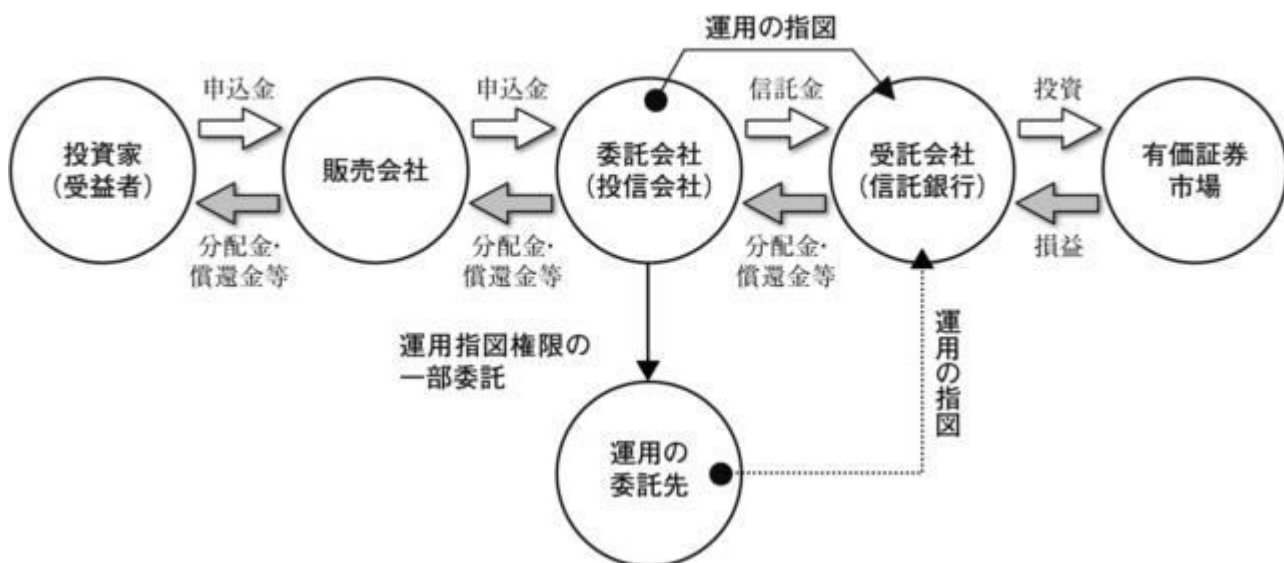 運用の指図
申込金
申込金
信託金
投資
投資家
（受益者）
販売会社
委託会社
（投信会社）
受託会社
（信託銀行）
有価証券
市場
分配金・
償還金等
分配金・
償還金等
分配金・
償還金等
損益
運用指図権限の
一部委託
運用の指図
運用の
委託先